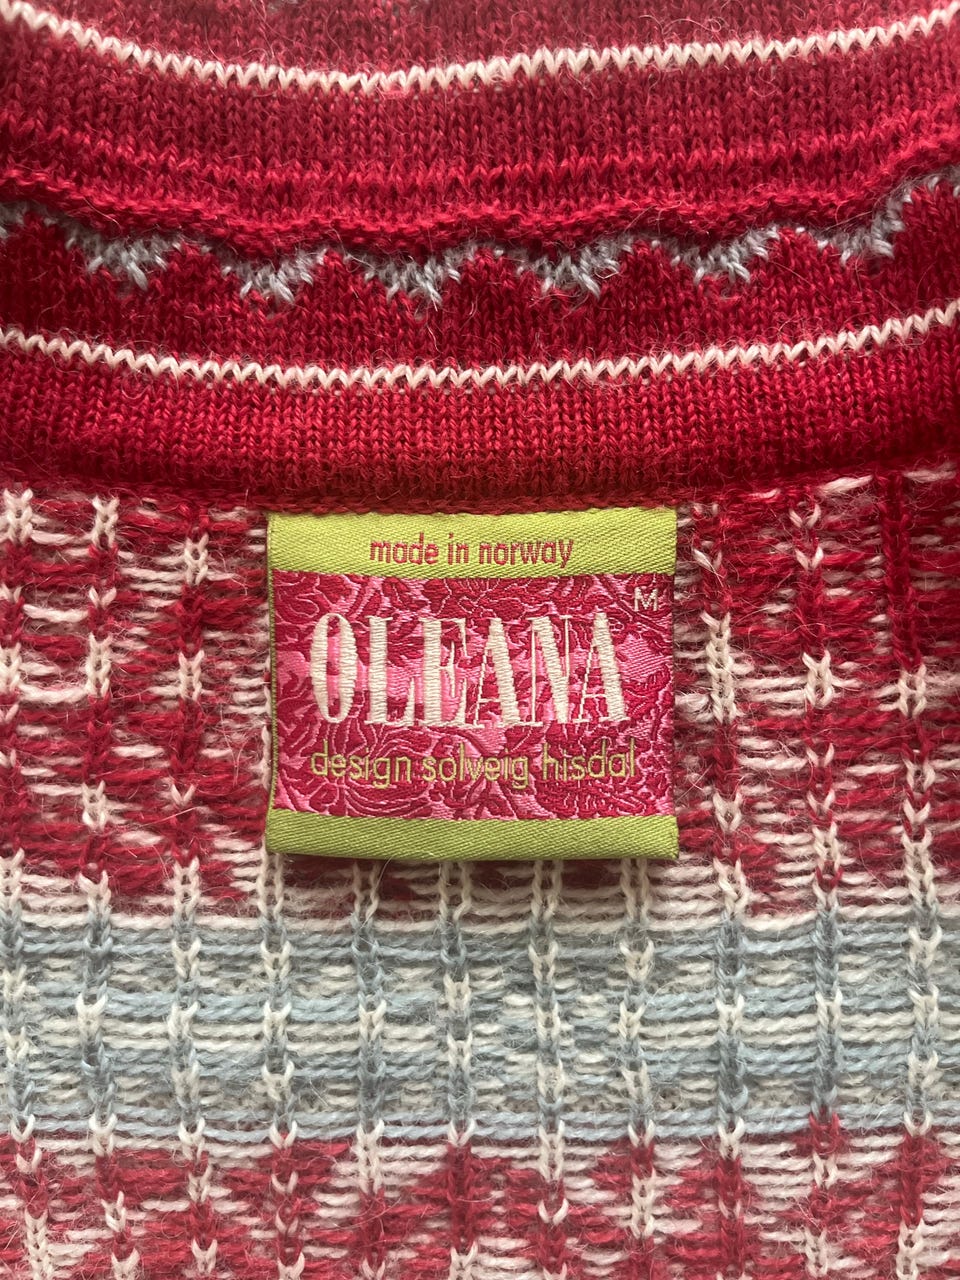 made in norway
M
OLEANA
design solveig hisdal